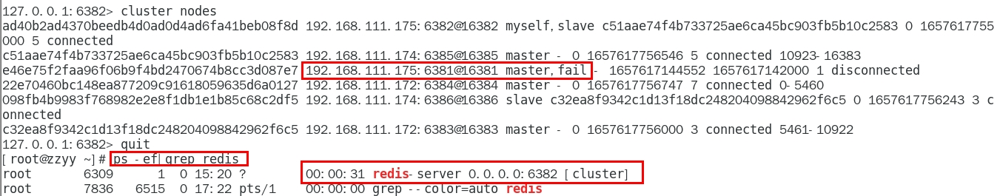 127.0.0.1:6382> cluster nodes
ad40b2ad4370beedb4d0ad0d4ad6fa41beb08f8d 192.168.111.175:6382@16382 myself,slave c51aae74f4b733725ae6ca45bc903fb5b10c2583 0 1657617755
000 5 connected
c51aae74f4b733725ae6ca45bc903fb5b10c2583 192.168.111.174:6385@16385 master - 0 1657617756546 5 connected 10923-16383
e46e75f2faa96f06b9f4bd2470674b8cc3d087e7 192.168.111.175:6381@16381 master,fail - 1657617144552 1657617142000 1 disconnected
22e70460bc148ea877209c91618059635d6a0127 192.168.111.172:6384@16384 master - 0 1657617756747 7 connected 0-5460
098fb4b9983f768982e2e8f1db1e1b85c68c2df5 192.168.111.174:6386@16386 slave c32ea8f9342c1d13f18dc248204098842962f6c5 0 1657617756243 3 c
onnected
c32ea8f9342c1d13f18dc248204098842962f6c5 192.168.111.172:6383@16383 master - 0 1657617756000 3 connected 5461-10922
127.0.0.1:6382> quit
[root@zzyy ~]# ps -ef|grep redis
root 6309 1 0 15:20 ? 00:00:31 redis-server 0.0.0.0:6382 [cluster]
root 7836 6515 0 17:22 pts/1 00:00:00 grep --color=auto redis